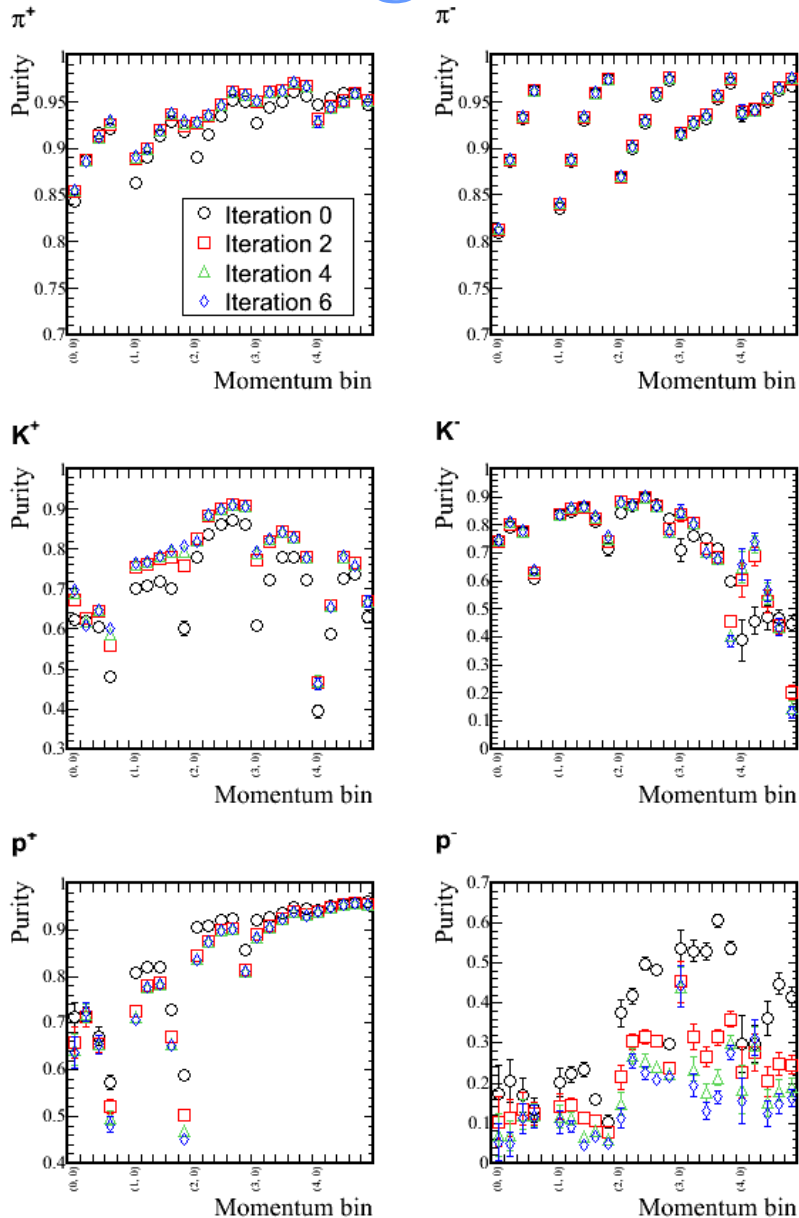 π+ π-
Purity Purity
1 1
0.95 0.95
0.9 0.9
0.85 0.85
0.8 0.8
0.75 0.75
0.7 0.7
Iteration 0
Iteration 2
Iteration 4
Iteration 6
(0, 0) (1, 0) (2, 0) (3, 0) (4, 0) (0, 0) (1, 0) (2, 0) (3, 0) (4, 0)
Momentum bin Momentum bin
K+ K-
Purity Purity
1 1
0.9 0.9
0.8 0.8
0.7 0.7
0.6 0.6
0.5 0.5
0.4 0.4
0.3 0.3
0.2
0.1
0
(0, 0) (1, 0) (2, 0) (3, 0) (4, 0) (0, 0) (1, 0) (2, 0) (3, 0) (4, 0)
Momentum bin Momentum bin
p+ p-
Purity Purity
1 0.7
0.9 0.6
0.8 0.5
0.7 0.4
0.6 0.3
0.5 0.2
0.4 0.1
0
(0, 0) (1, 0) (2, 0) (3, 0) (4, 0) (0, 0) (1, 0) (2, 0) (3, 0) (4, 0)
Momentum bin Momentum bin